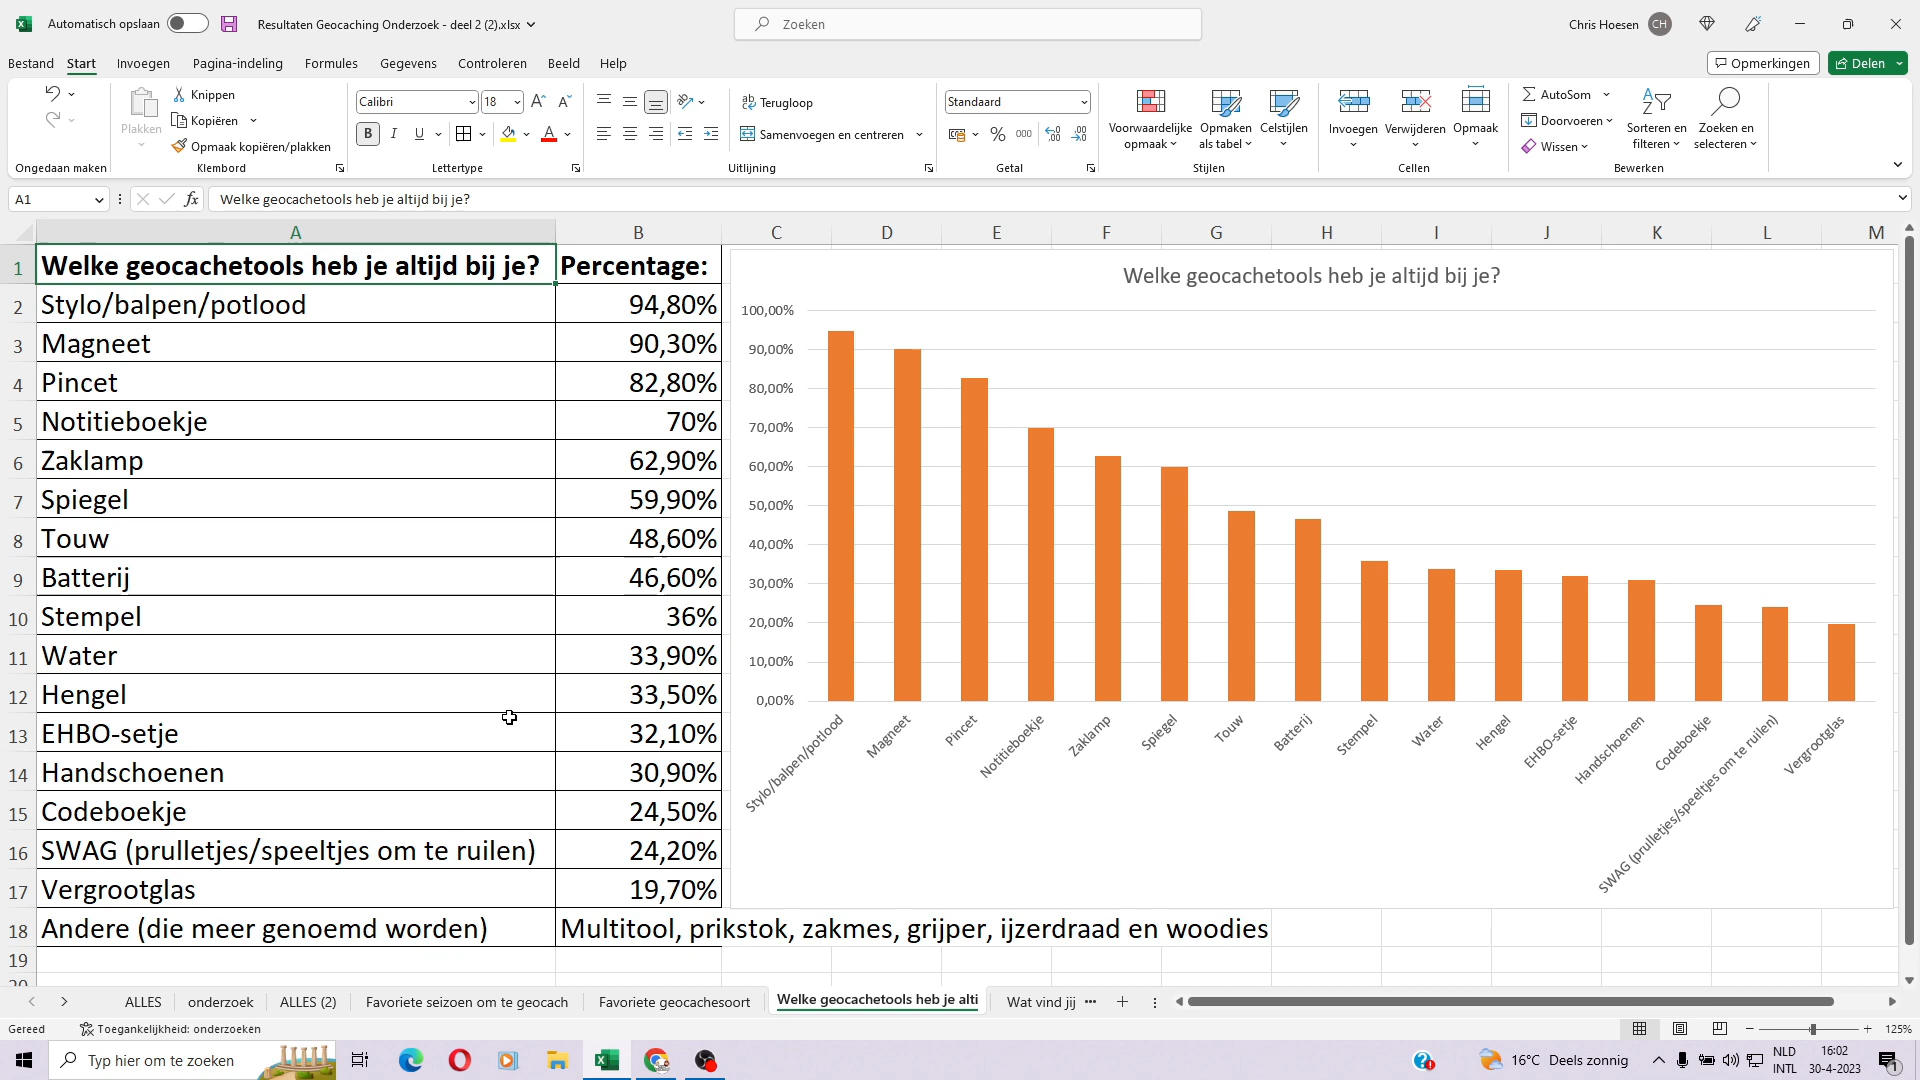 Automatisch opslaan
Resultaten Geocaching Onderzoek - deel 2 (2).xlsx
Zoeken
Chris Hoesen
CH
Bestand Start Invoegen Pagina-indeling Formules Gegevens Controleren Beeld Help
Opmerkingen
Delen
Plakken
Knippen
Kopiëren
Opmaak kopiëren/plakken
Calibri
18
B I U
A
Terugloop
Samenvoegen en centreren
Standaard
Voorwaardelijke opmaak
Opmaken als tabel
Celstijlen
Invoegen
Verwijderen
Opmaak
AutoSom
Doorvoeren
Wissen
Sorteren en filteren
Zoeken en selecteren
Ongedaan maken
Klembord
Lettertype
Uitlijning
Getal
Stijlen
Cellen
Bewerken
A1
fx
Welke geocachetools heb je altijd bij je?
A B C D E F G H I J K L M
1 Welke geocachetools heb je altijd bij je? Percentage:
2 Stylo/balpen/potlood 94,80%
3 Magneet 90,30%
4 Pincet 82,80%
5 Notitieboekje 70%
6 Zaklamp 62,90%
7 Spiegel 59,90%
8 Touw 48,60%
9 Batterij 46,60%
10 Stempel 36%
11 Water 33,90%
12 Hengel 33,50%
13 EHBO-setje 32,10%
14 Handschoenen 30,90%
15 Codeboekje 24,50%
16 SWAG (prulletjes/speeltjes om te ruilen) 24,20%
17 Vergrootglas 19,70%
18 Andere (die meer genoemd worden) Multitool, prikstok, zakmes, grijper, ijzerdraad en woodies
19
20
Welke geocachetools heb je altijd bij je?
100,00%
90,00%
80,00%
70,00%
60,00%
50,00%
40,00%
30,00%
20,00%
10,00%
0,00%
Stylo/balpen/potlood
Magneet
Pincet
Notitieboekje
Zaklamp
Spiegel
Touw
Batterij
Stempel
Water
Hengel
EHBO-setje
Handschoenen
Codeboekje
SWAG (prulletjes/speeltjes om te ruilen)
Vergrootglas
ALLES onderzoek ALLES (2) Favoriete seizoen om te geocach Favoriete geocachesoort Welke geocachetools heb je alti Wat vind jij
Gereed
Toegankelijkheid: onderzoeken
125%
Typ hier om te zoeken
16°C Deels zonnig
NLD
INTL
16:02
30-4-2023
1